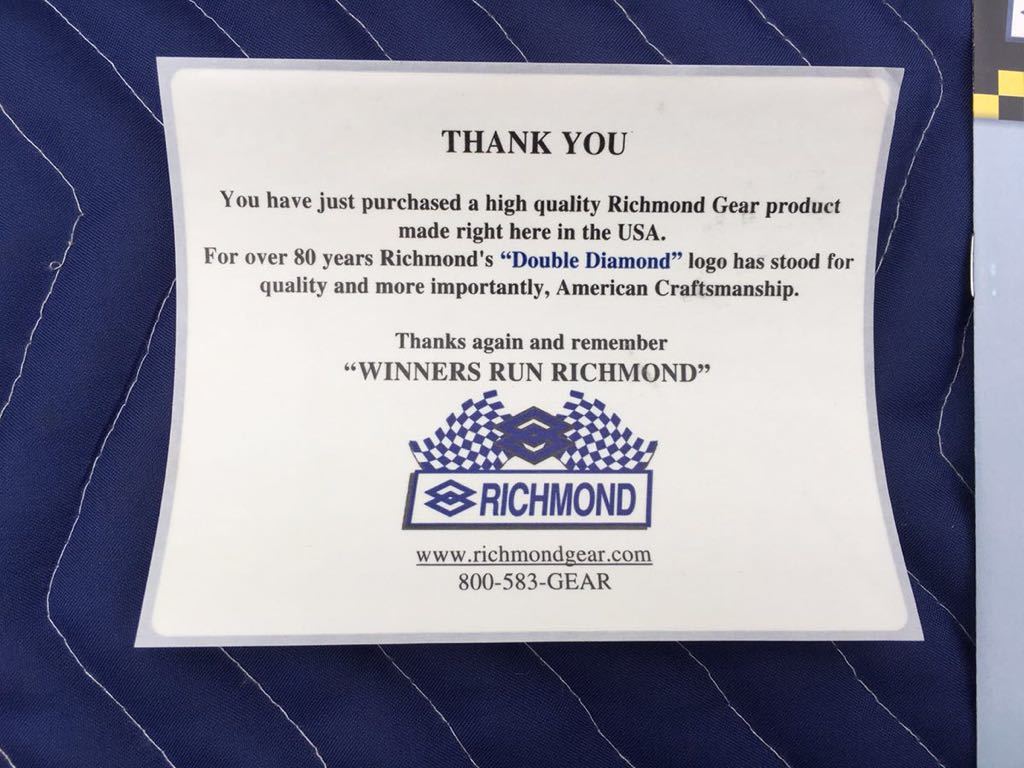 THANK YOU
You have just purchased a high quality Richmond Gear product
made right here in the USA.
For over 80 years Richmond's “Double Diamond” logo has stood for
quality and more importantly, American Craftsmanship.
Thanks again and remember
“WINNERS RUN RICHMOND”
RICHMOND
www.richmondgear.com
800-583-GEAR